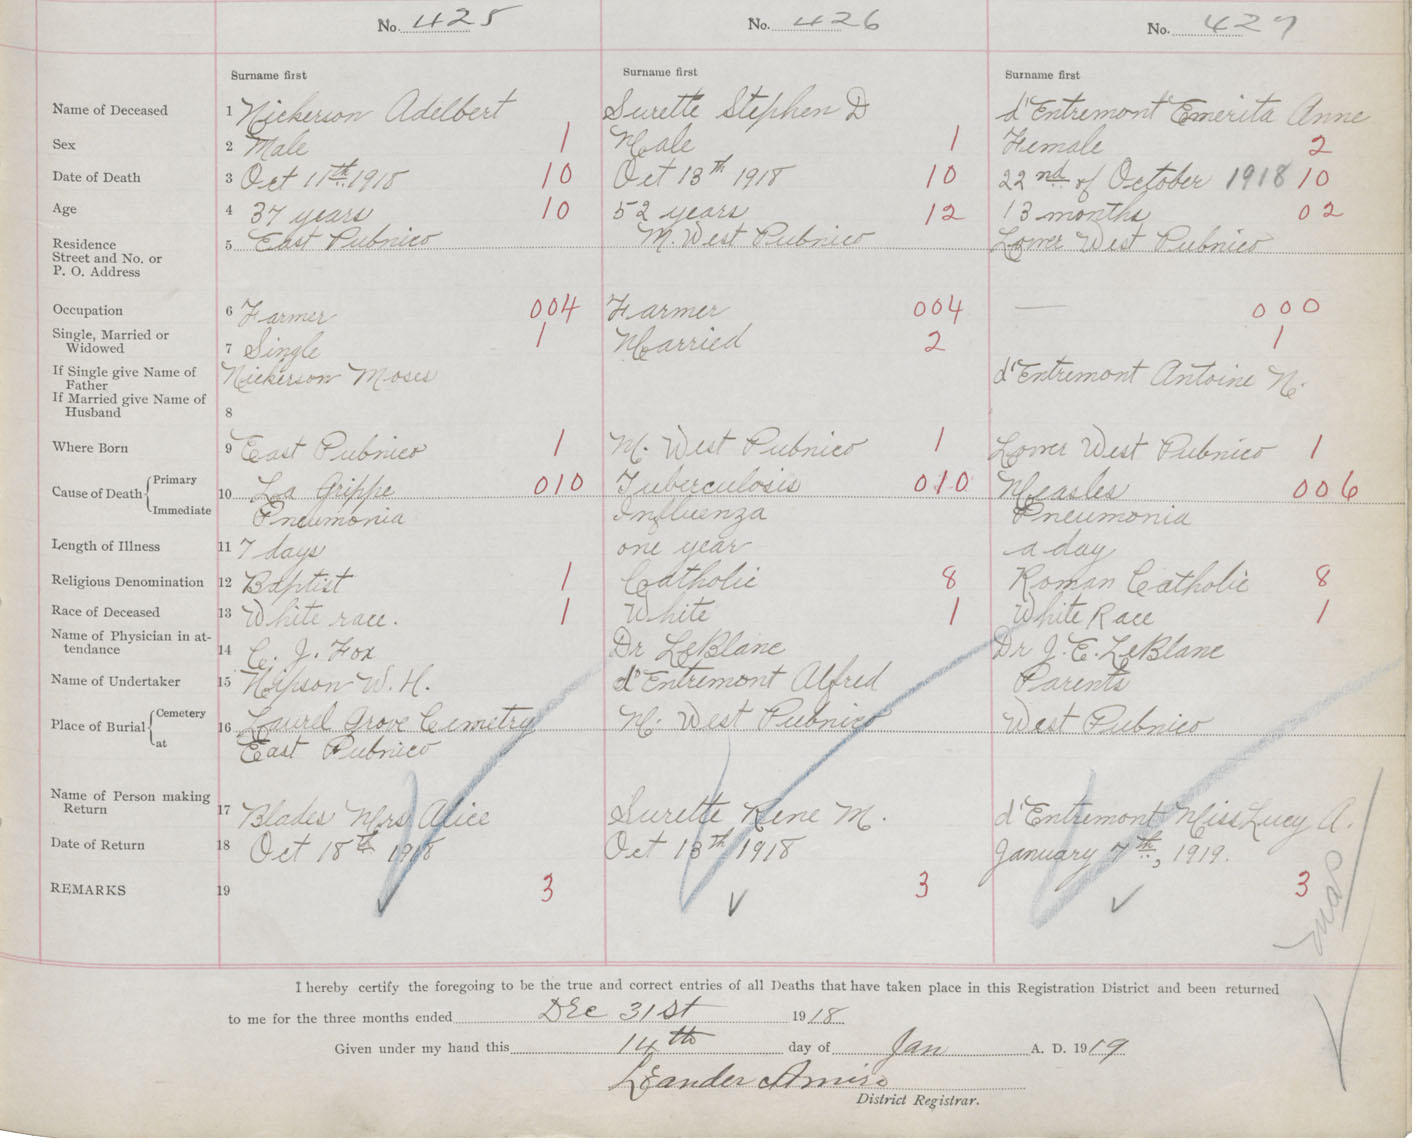 No. 425 No. 426 No. 427
Surname first Surname first Surname first
Name of Deceased 1 Nickerson Adelbert Surette Stephen D d'Entremont Emerita Anne
Sex 2 Male 1 Male 1 Female 2
Date of Death 3 Oct 11th 1918 10 Oct 13th 1918 10 22nd of October 1918 10
Age 4 37 years 10 52 years 12 13 months 02
Residence 5 East Pubnico M. West Pubnico Lower West Pubnico
Street and No. or
P. O. Address
Occupation 6 Farmer 004 Farmer 004 — 000
Single, Married or
Widowed 7 Single 1 Married 2 1
If Single give Name of Nickerson Moses d'Entremont Antoine N.
Father
If Married give Name of
Husband 8
Where Born 9 East Pubnico 1 M. West Pubnico 1 Lower West Pubnico 1
Cause of Death { Primary 10 La Grippe 010 Tuberculosis 010 Measles 006
Immediate Pneumonia Influenza Pneumonia
Length of Illness 11 7 days one year a day
Religious Denomination 12 Baptist 1 Catholic 8 Roman Catholic 8
Race of Deceased 13 White race. 1 White 1 White Race 1
Name of Physician in at-
tendance 14 C. J. Fox Dr LeBlanc Dr J. E. LeBlanc
Name of Undertaker 15 W. H. d'Entremont Alfred Parents
Place of Burial { Cemetery 16 Laurel Grove Cemetry M. West Pubnico West Pubnico
at East Pubnico
Name of Person making
Return 17 Blades Mrs Alice Surette Rene M. d'Entremont Miss Lucy A.
Date of Return 18 Oct 18th 1918 Oct 13th 1918 January 7th, 1919.
REMARKS 19 3 3 3
I hereby certify the foregoing to be the true and correct entries of all Deaths that have taken place in this Registration District and been returned
to me for the three months ended Dec 31st 1918
Given under my hand this 14th day of Jan A. D. 1919
Leander Amiro
District Registrar.